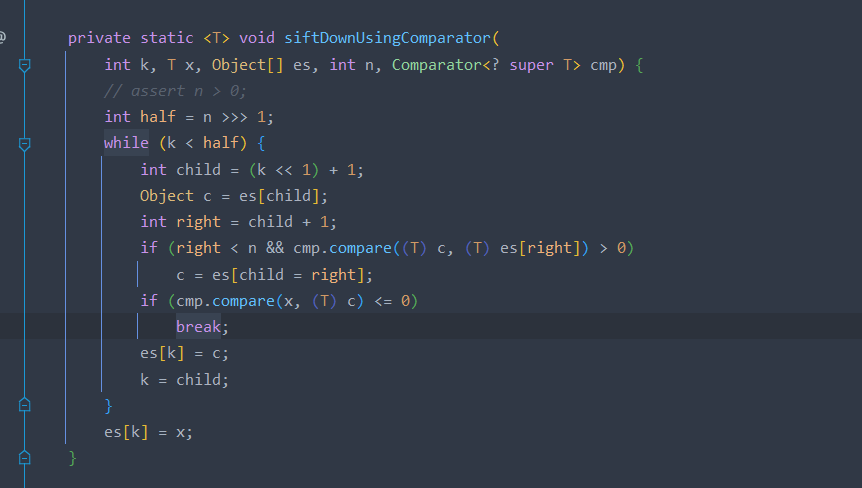 private static <T> void siftDownUsingComparator(
int k, T x, Object[] es, int n, Comparator<? super T> cmp) {
// assert n > 0;
int half = n >>> 1;
while (k < half) {
int child = (k << 1) + 1;
Object c = es[child];
int right = child + 1;
if (right < n && cmp.compare((T) c, (T) es[right]) > 0)
c = es[child = right];
if (cmp.compare(x, (T) c) <= 0)
break;
es[k] = c;
k = child;
}
es[k] = x;
}